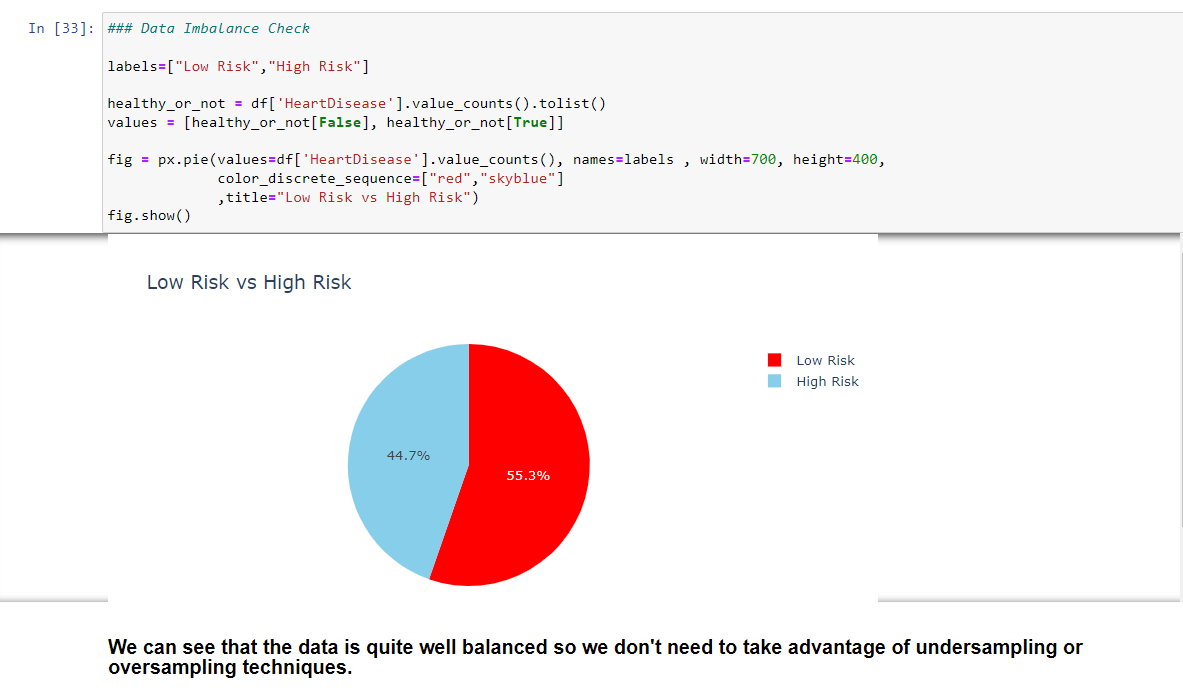 In [33]: ### Data Imbalance Check
labels=["Low Risk","High Risk"]
healthy_or_not = df['HeartDisease'].value_counts().tolist()
values = [healthy_or_not[False], healthy_or_not[True]]
fig = px.pie(values=df['HeartDisease'].value_counts(), names=labels , width=700, height=400,
color_discrete_sequence=["red","skyblue"]
,title="Low Risk vs High Risk")
fig.show()
Low Risk vs High Risk
Low Risk
High Risk
44.7%
55.3%
We can see that the data is quite well balanced so we don't need to take advantage of undersampling or
oversampling techniques.